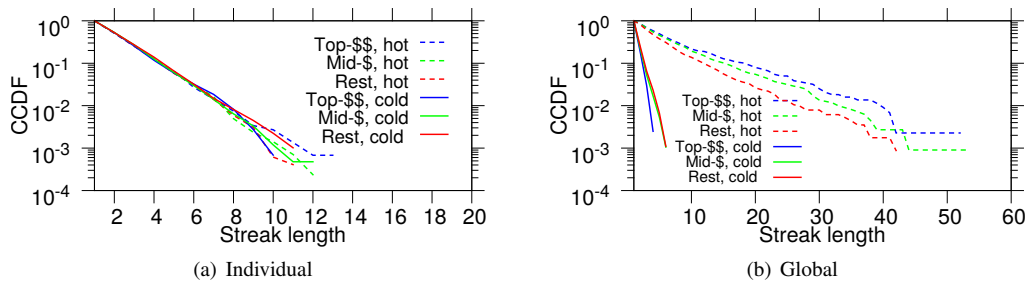 CCDF
10^0
10^-1
10^-2
10^-3
10^-4
Top-$$, hot
Mid-$, hot
Rest, hot
Top-$$, cold
Mid-$, cold
Rest, cold
2 4 6 8 10 12 14 16 18 20
Streak length
(a) Individual
CCDF
10^0
10^-1
10^-2
10^-3
10^-4
Top-$$, hot
Mid-$, hot
Rest, hot
Top-$$, cold
Mid-$, cold
Rest, cold
10 20 30 40 50 60
Streak length
(b) Global